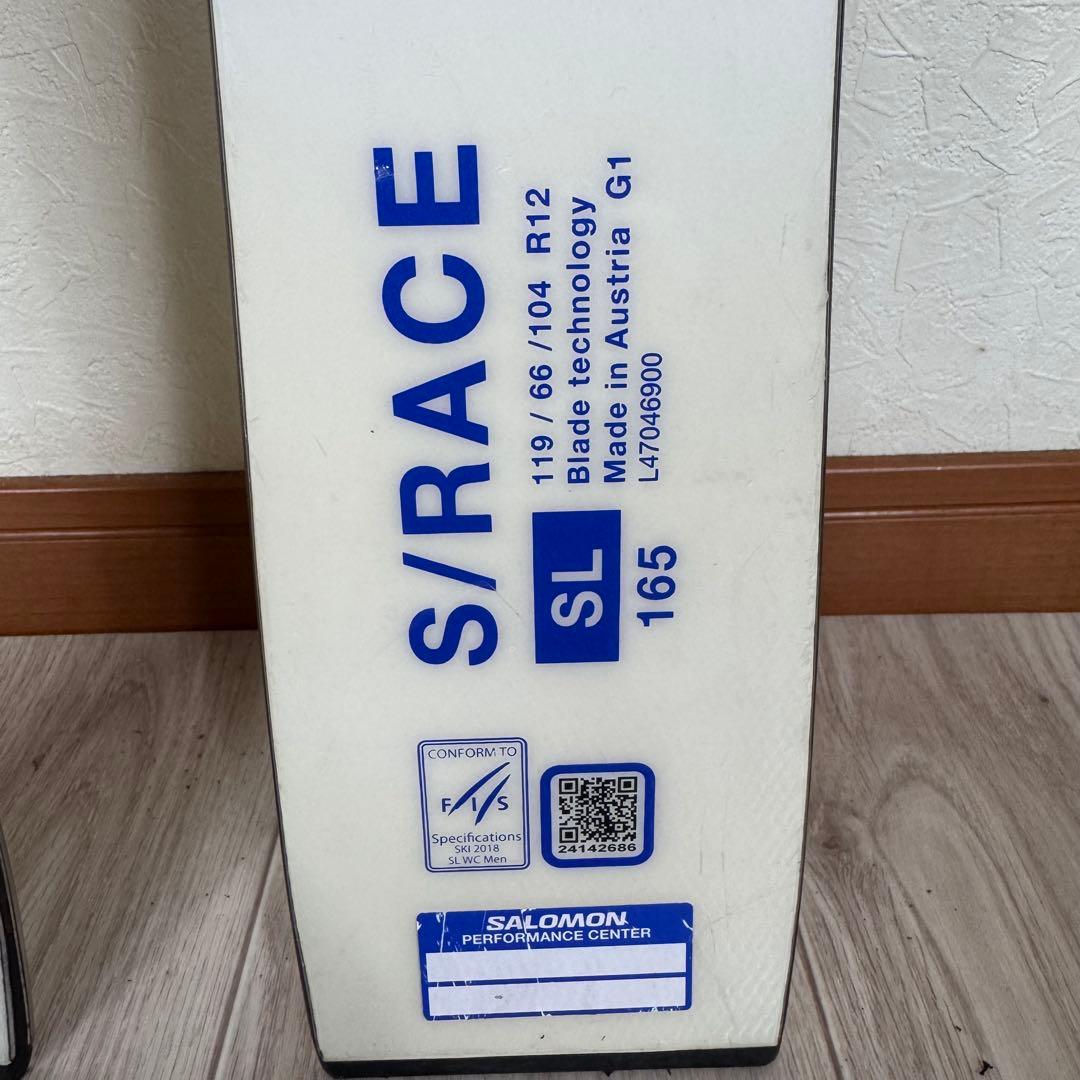 S/RACE
SL
119 / 66 /104 R12
Blade technology
Made in Austria G1
L47046900
165
CONFORM TO
FIS
Specifications
SKI 2018
SL WC Men
24142686
SALOMON
PERFORMANCE CENTER